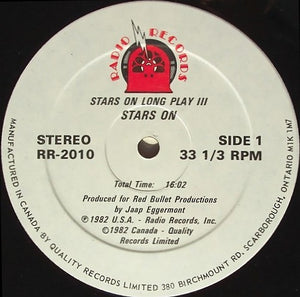 RADIO RECORDS
STARS ON LONG PLAY III
STARS ON
STEREO
RR-2010
SIDE 1
33 1/3 RPM
Total Time: 16:02
Produced for Red Bullet Productions
by Jaap Eggermont
℗1982 U.S.A. - Radio Records, Inc.
©1982 Canada - Quality
Records Limited
MANUFACTURED IN CANADA BY QUALITY RECORDS LIMITED 380 BIRCHMOUNT RD. SCARBOROUGH, ONTARIO M1K 1M7